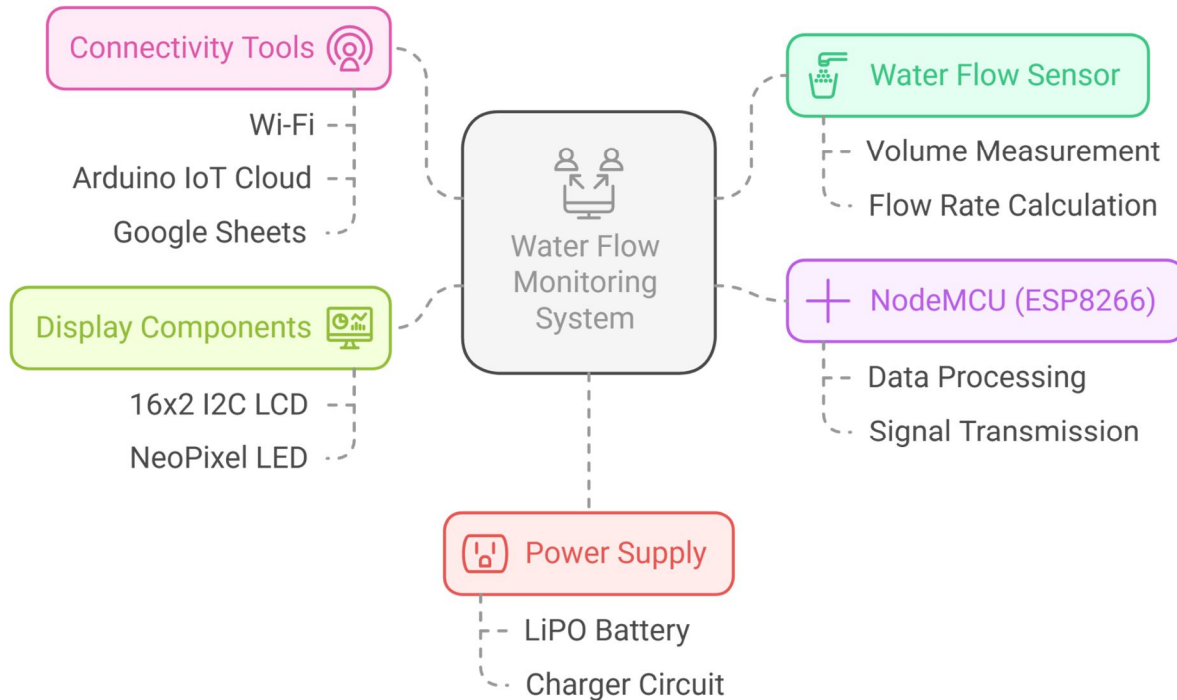 Connectivity Tools
Wi-Fi
Arduino IoT Cloud
Google Sheets
Display Components
16x2 I2C LCD
NeoPixel LED
Water Flow
Monitoring
System
Water Flow Sensor
Volume Measurement
Flow Rate Calculation
NodeMCU (ESP8266)
Data Processing
Signal Transmission
Power Supply
LiPO Battery
Charger Circuit